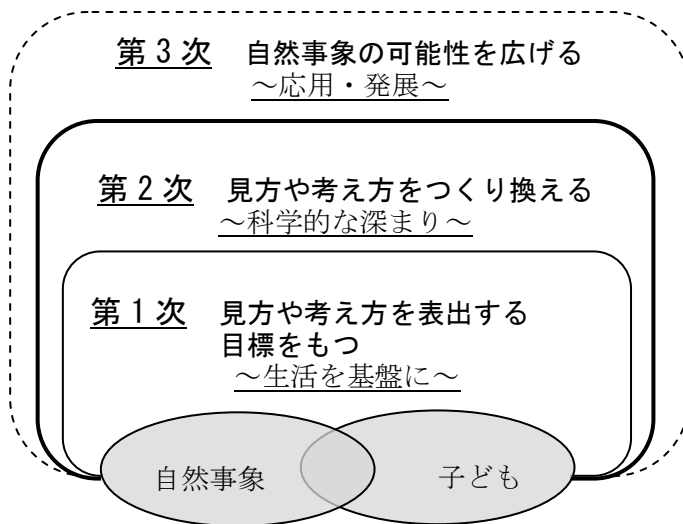 第3次 自然事象の可能性を広げる
～応用・発展～
第2次 見方や考え方をつくり換える
～科学的な深まり～
第1次 見方や考え方を表出する
目標をもつ
～生活を基盤に～
自然事象 子ども